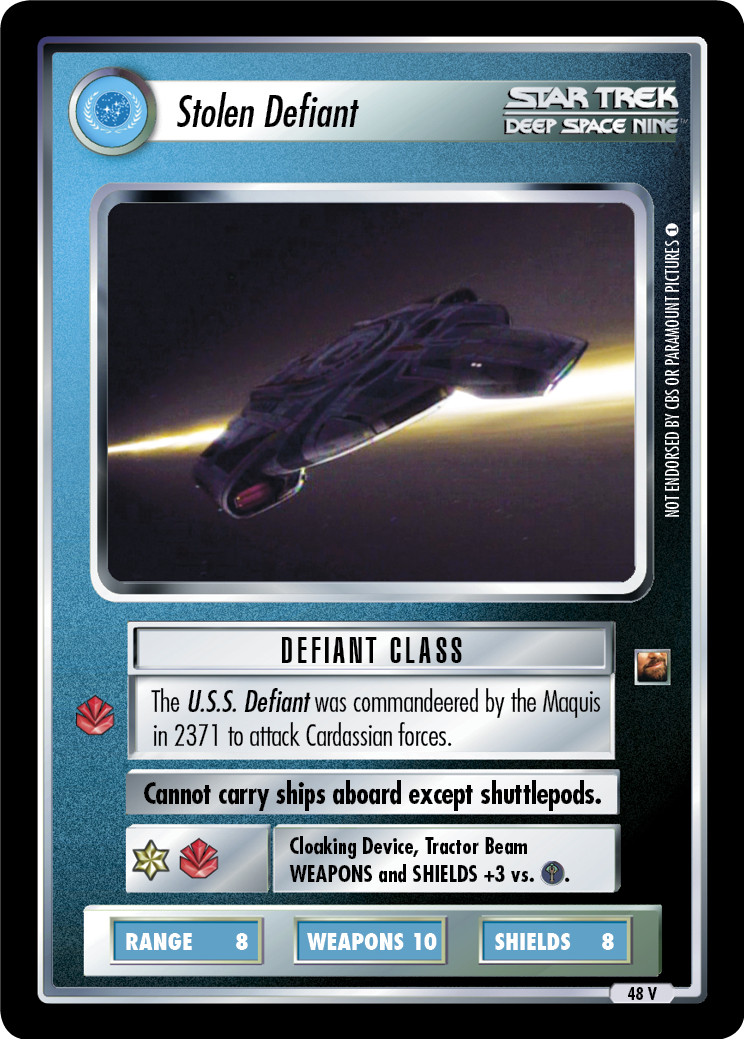 Stolen Defiant
STAR TREK
DEEP SPACE NINE™
NOT ENDORSED BY CBS OR PARAMOUNT PICTURES 1
DEFIANT CLASS
The U.S.S. Defiant was commandeered by the Maquis
in 2371 to attack Cardassian forces.
Cannot carry ships aboard except shuttlepods.
Cloaking Device, Tractor Beam
WEAPONS and SHIELDS +3 vs. .
RANGE 8
WEAPONS 10
SHIELDS 8
48 V